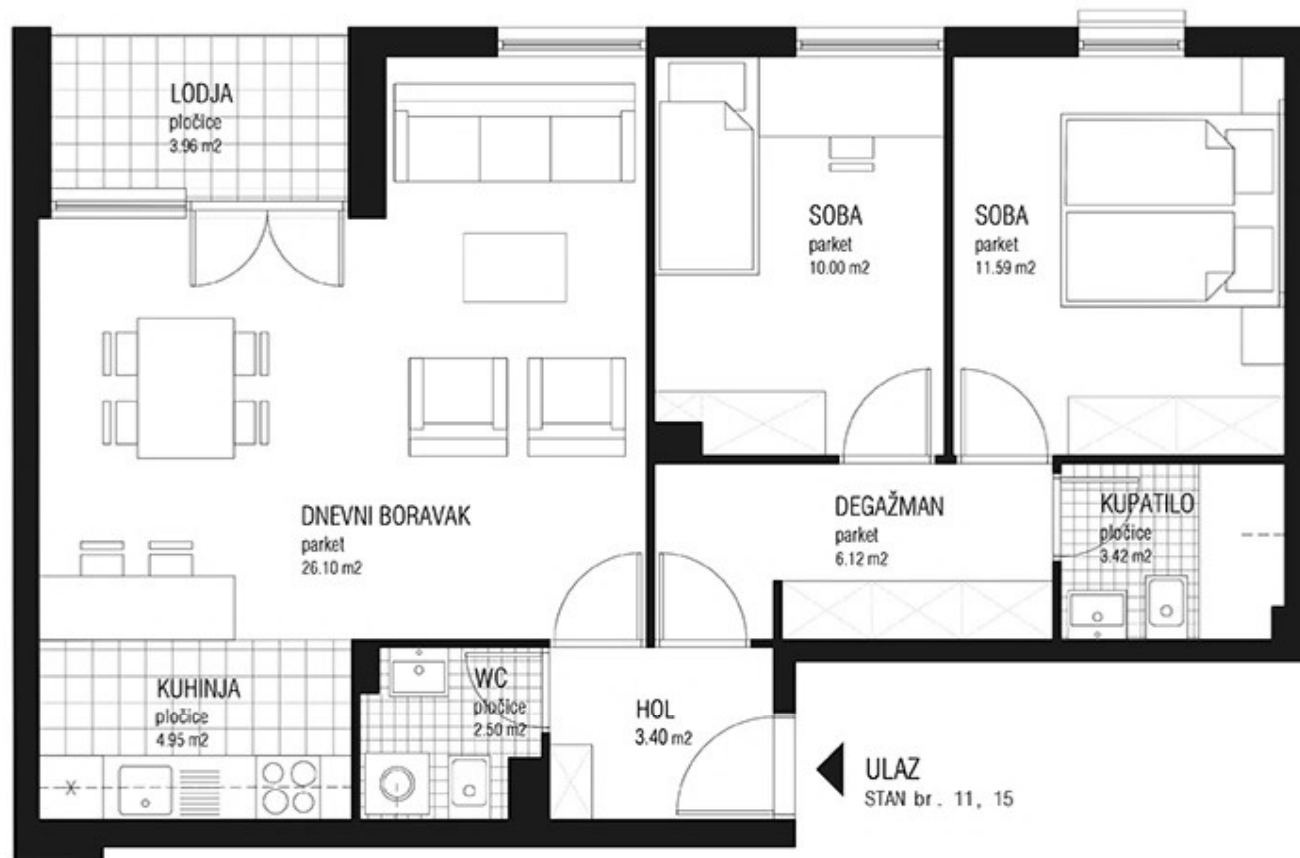 LODJA
pločice
3.96 m2
SOBA
parket
10.00 m2
SOBA
parket
11.59 m2
DNEVNI BORAVAK
parket
26.10 m2
DEGAŽMAN
parket
6.12 m2
KUPATILO
pločice
3.42 m2
KUHINJA
pločice
4.95 m2
WC
pločice
2.50 m2
HOL
3.40 m2
ULAZ
STAN br. 11, 15
X